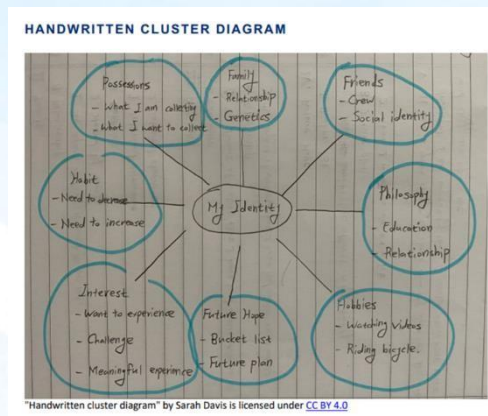 HANDWRITTEN CLUSTER DIAGRAM
Possessions
- What I am collecting
- What I want to collect
Family
- Relationship
- Genetics
Friends
- Crew
- Social identity
Habit
- Need to decrease
- Need to increase
My Identity
Philosophy
- Education
- Relationship
Interest
- Want to experience
- Challenge
- Meaningful experience
Future Hope
- Bucket list
- Future plan
Hobbies
- Watching videos
- Riding bicycle.
"Handwritten cluster diagram" by Sarah Davis is licensed under CC BY 4.0